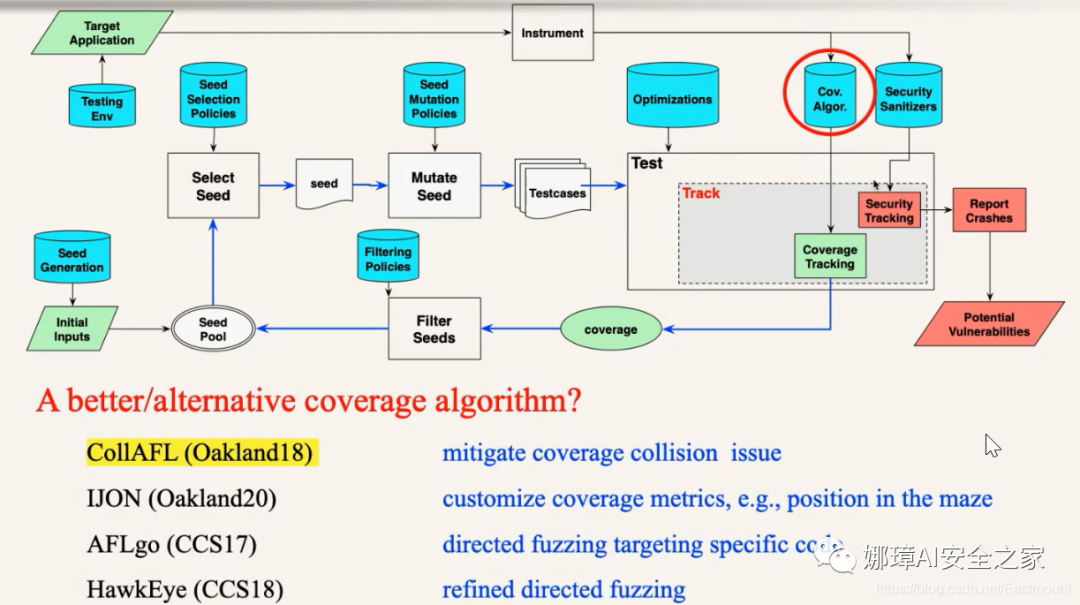 Target
Application
Instrument
Testing
Env
Seed
Selection
Policies
Seed
Mutation
Policies
Optimizations
Cov.
Algor.
Security
Sanitizers
Select
Seed
seed
Mutate
Seed
Testcases
Test
Track
Security
Tracking
Report
Crashes
Coverage
Tracking
Seed
Generation
Filtering
Policies
Initial
Inputs
Seed
Pool
Filter
Seeds
coverage
Potential
Vulnerabilities
A better/alternative coverage algorithm?
CollAFL (Oakland18) mitigate coverage collision issue
IJON (Oakland20) customize coverage metrics, e.g., position in the maze
AFLgo (CCS17) directed fuzzing targeting specific
HawkEye (CCS18) refined directed fuzzing
娜璋AI安全之家
https://blog.csdn.net/Eastmount